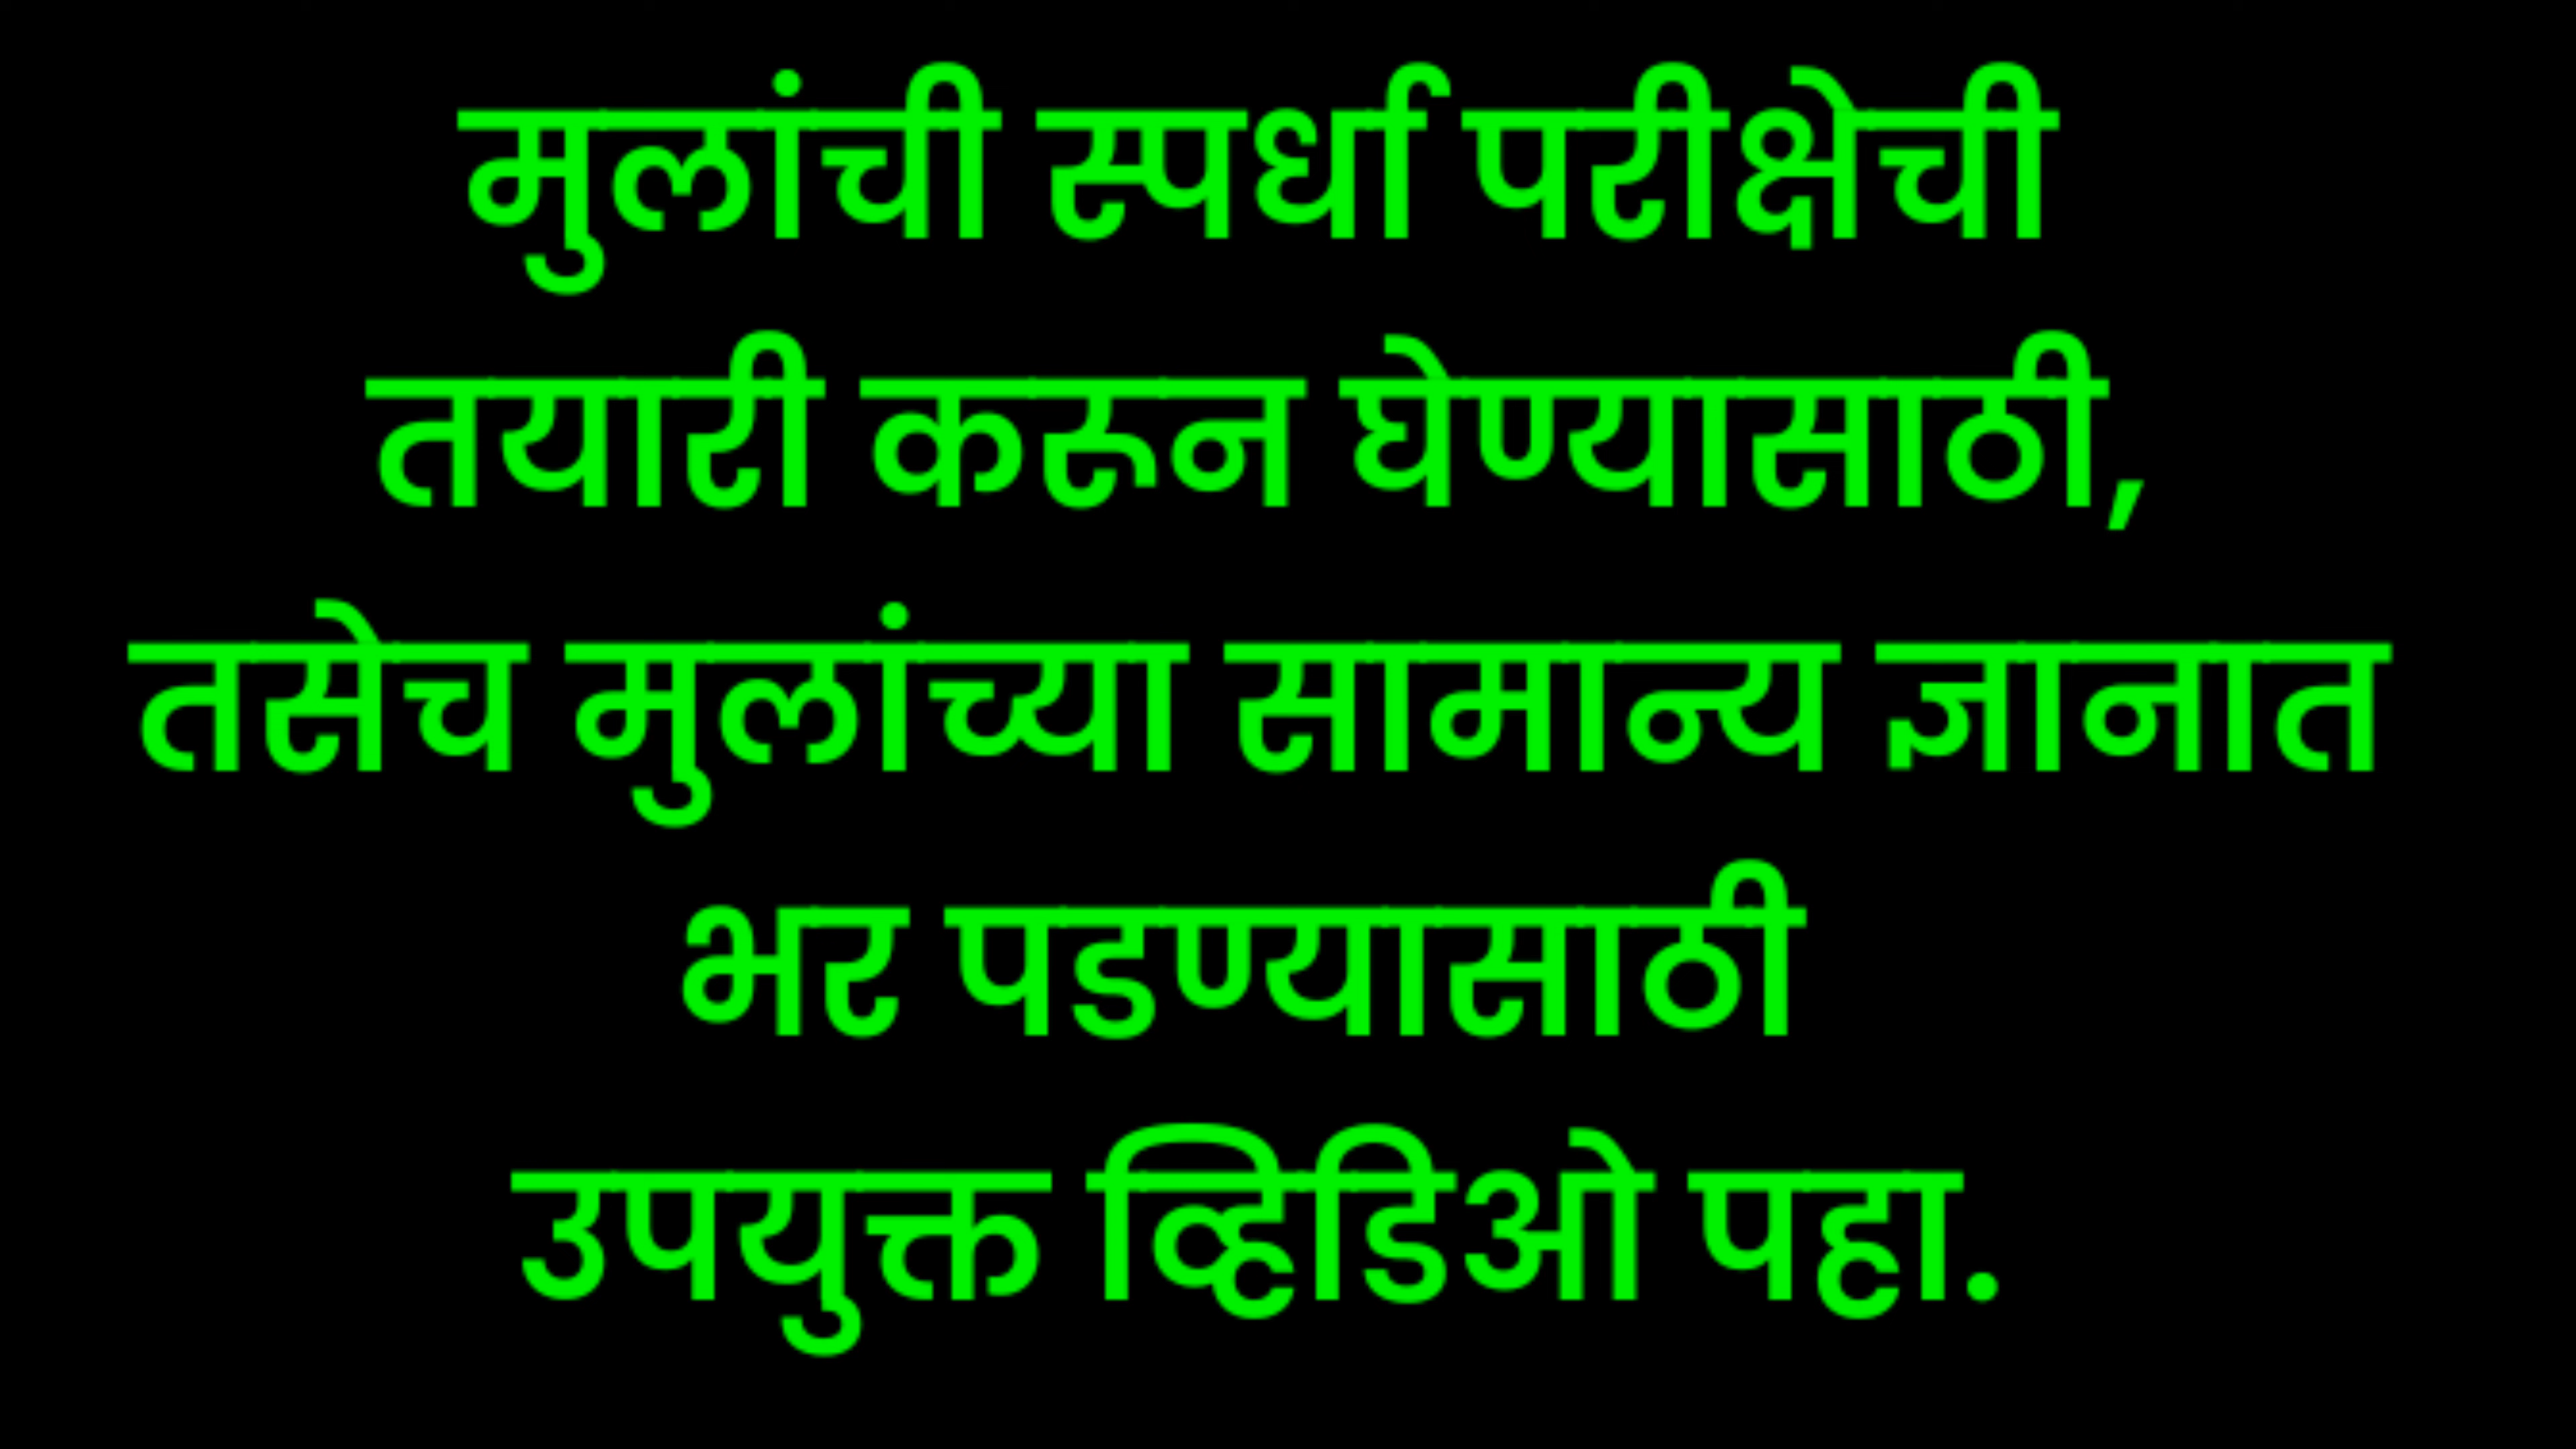 मुलांची स्पर्धा परीक्षेची
तयारी करून घेण्यासाठी,
तसेच मुलांच्या सामान्य ज्ञानात
भर पडण्यासाठी
उपयुक्त व्हिडिओ पहा.